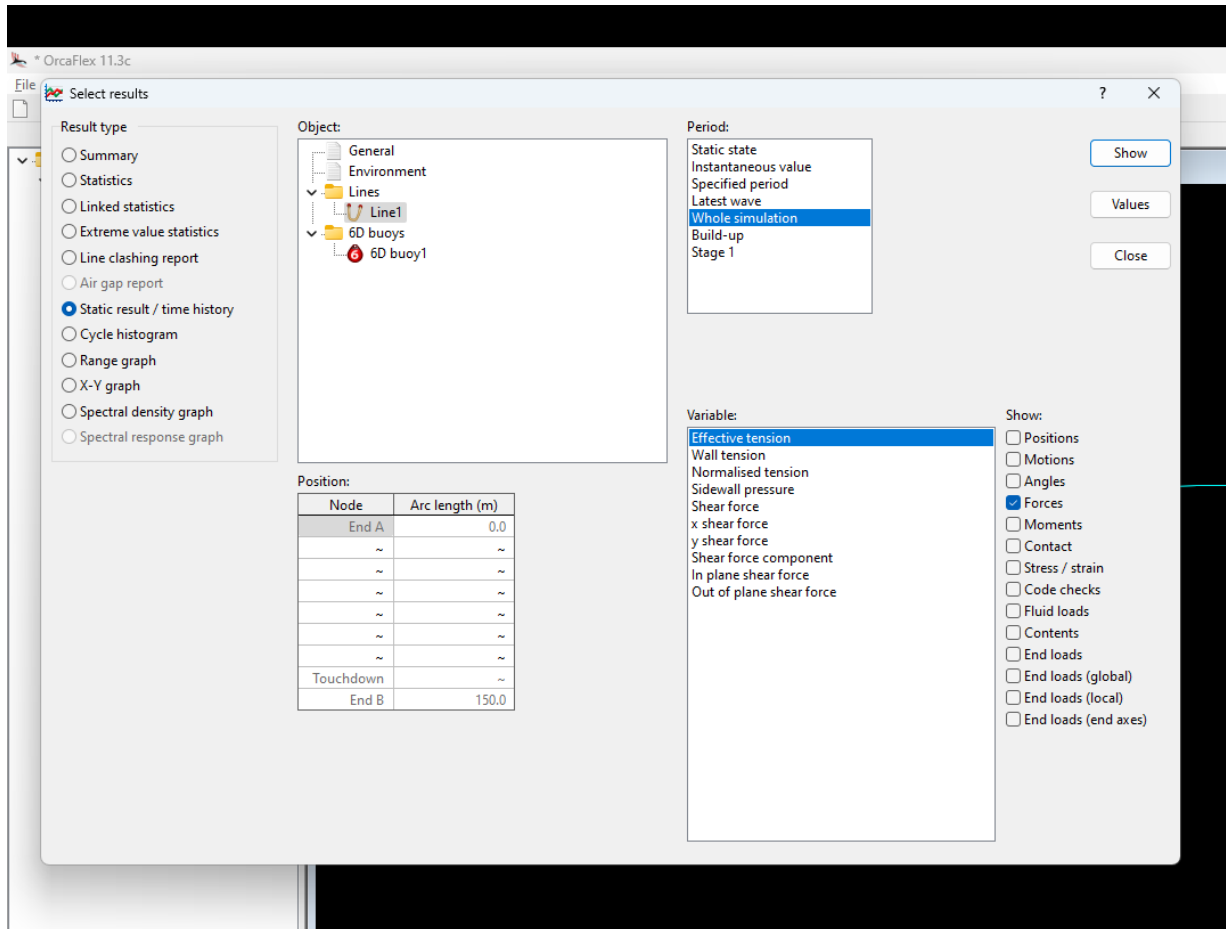 * OrcaFlex 11.3c
File
Select results
?
Result type
Summary
Statistics
Linked statistics
Extreme value statistics
Line clashing report
Air gap report
Static result / time history
Cycle histogram
Range graph
X-Y graph
Spectral density graph
Spectral response graph
Object:
General
Environment
Lines
Line1
6D buoys
6
6D buoy1
Position:
Node Arc length (m)
End A 0.0
~ ~
~ ~
~ ~
~ ~
~ ~
~ ~
Touchdown ~
End B 150.0
Period:
Static state
Instantaneous value
Specified period
Latest wave
Whole simulation
Build-up
Stage 1
Variable:
Effective tension
Wall tension
Normalised tension
Sidewall pressure
Shear force
x shear force
y shear force
Shear force component
In plane shear force
Out of plane shear force
Show
Values
Close
Show:
Positions
Motions
Angles
Forces
Moments
Contact
Stress / strain
Code checks
Fluid loads
Contents
End loads
End loads (global)
End loads (local)
End loads (end axes)